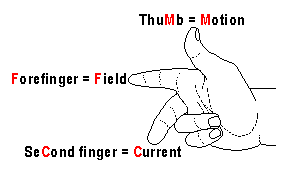 ThuMb = Motion
Forefinger = Field
SeCond finger = Current